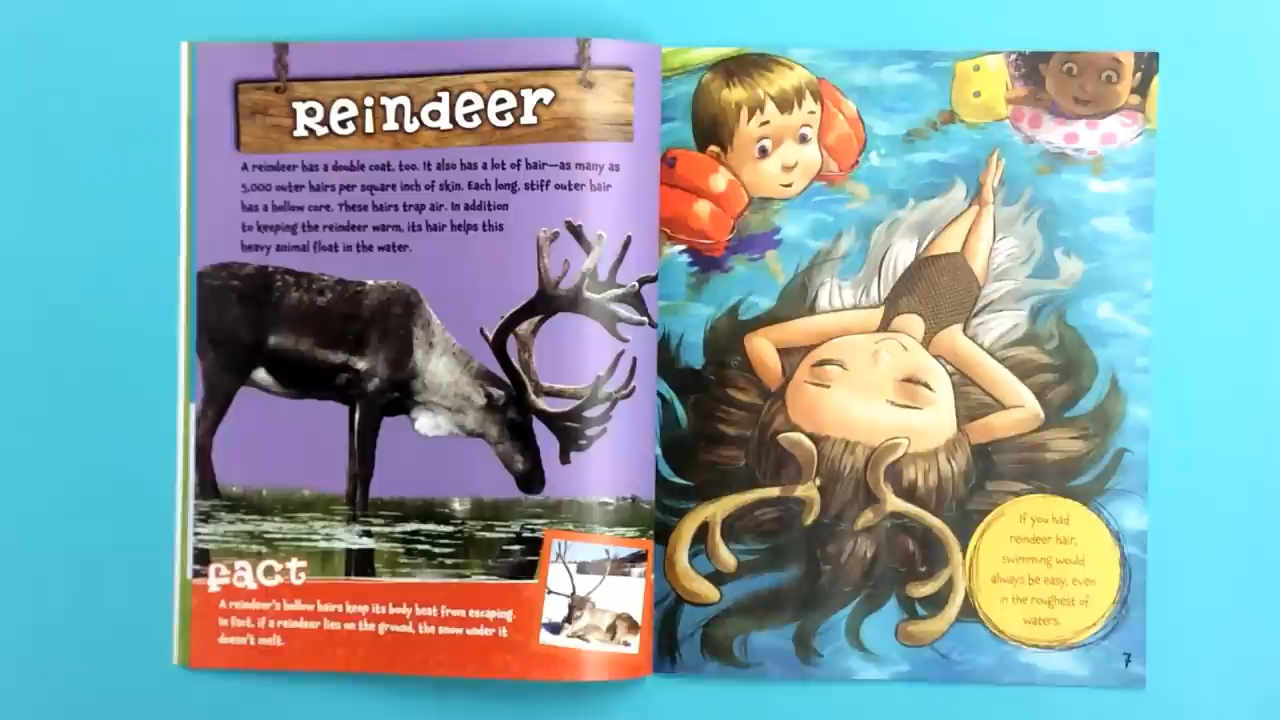 Reindeer
A reindeer has a double coat, too. It also has a lot of hair—as many as
5,000 outer hairs per square inch of skin. Each long, stiff outer hair
has a hollow core. These hairs trap air. In addition
to keeping the reindeer warm, its hair helps this
heavy animal float in the water.
fact
A reindeer's hollow hairs keep its body heat from escaping.
In fact, if a reindeer lies on the ground, the snow under it
doesn't melt.
If you had
reindeer hair,
swimming would
always be easy, even
in the roughest of
waters.
7